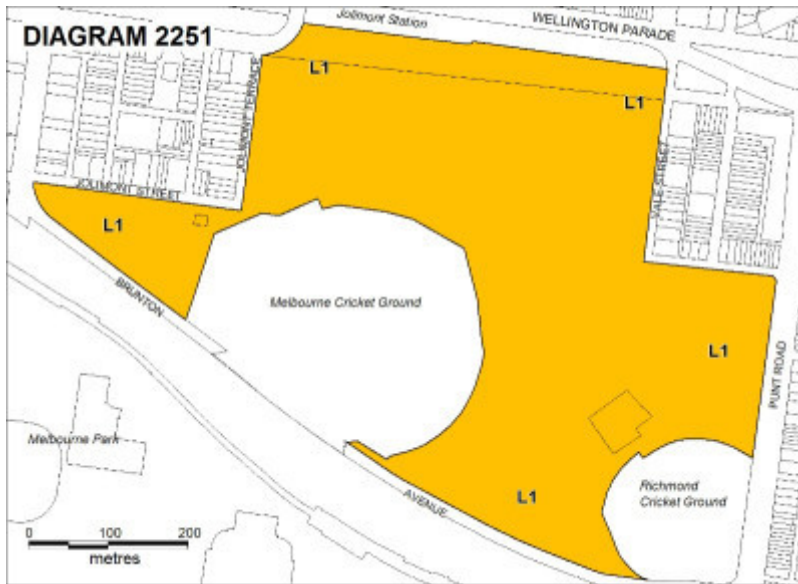 DIAGRAM 2251
Jolimont Station
WELLINGTON PARADE
JOLIMONT TERRACE
L1
L1
VALE STREET
JOLIMONT STREET
L1
BRUNTON
Melbourne Cricket Ground
L1
PUNT ROAD
Melbourne Park
Richmond
Cricket Ground
L1
AVENUE
0 100 200
metres